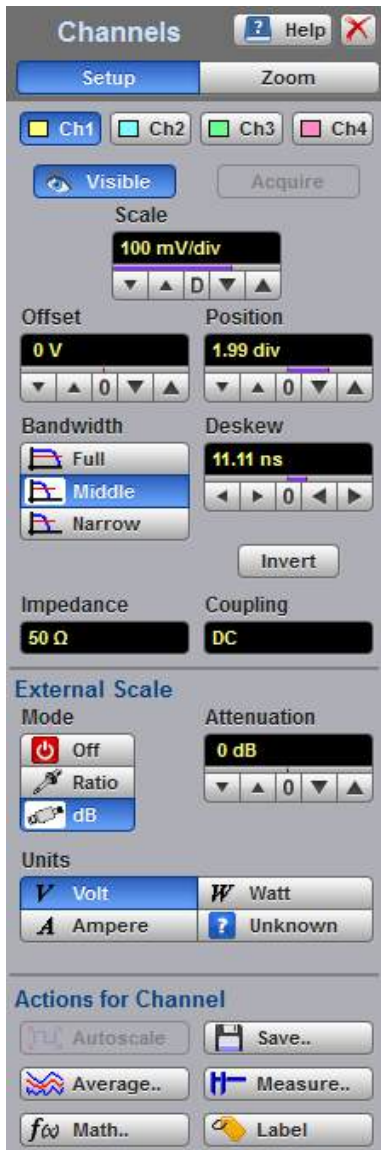 Channels Help
Setup Zoom
Ch1 Ch2 Ch3 Ch4
Visible Acquire
Scale
100 mV/div
D
Offset Position
0 V 1.99 div
0 0
Bandwidth Deskew
Full 11.11 ns
Middle 0
Narrow
Invert
Impedance Coupling
50 Ω DC
External Scale
Mode Attenuation
Off 0 dB
Ratio 0
dB
Units
V Volt W Watt
A Ampere ? Unknown
Actions for Channel
Autoscale Save..
Average.. Measure..
f(x) Math.. Label